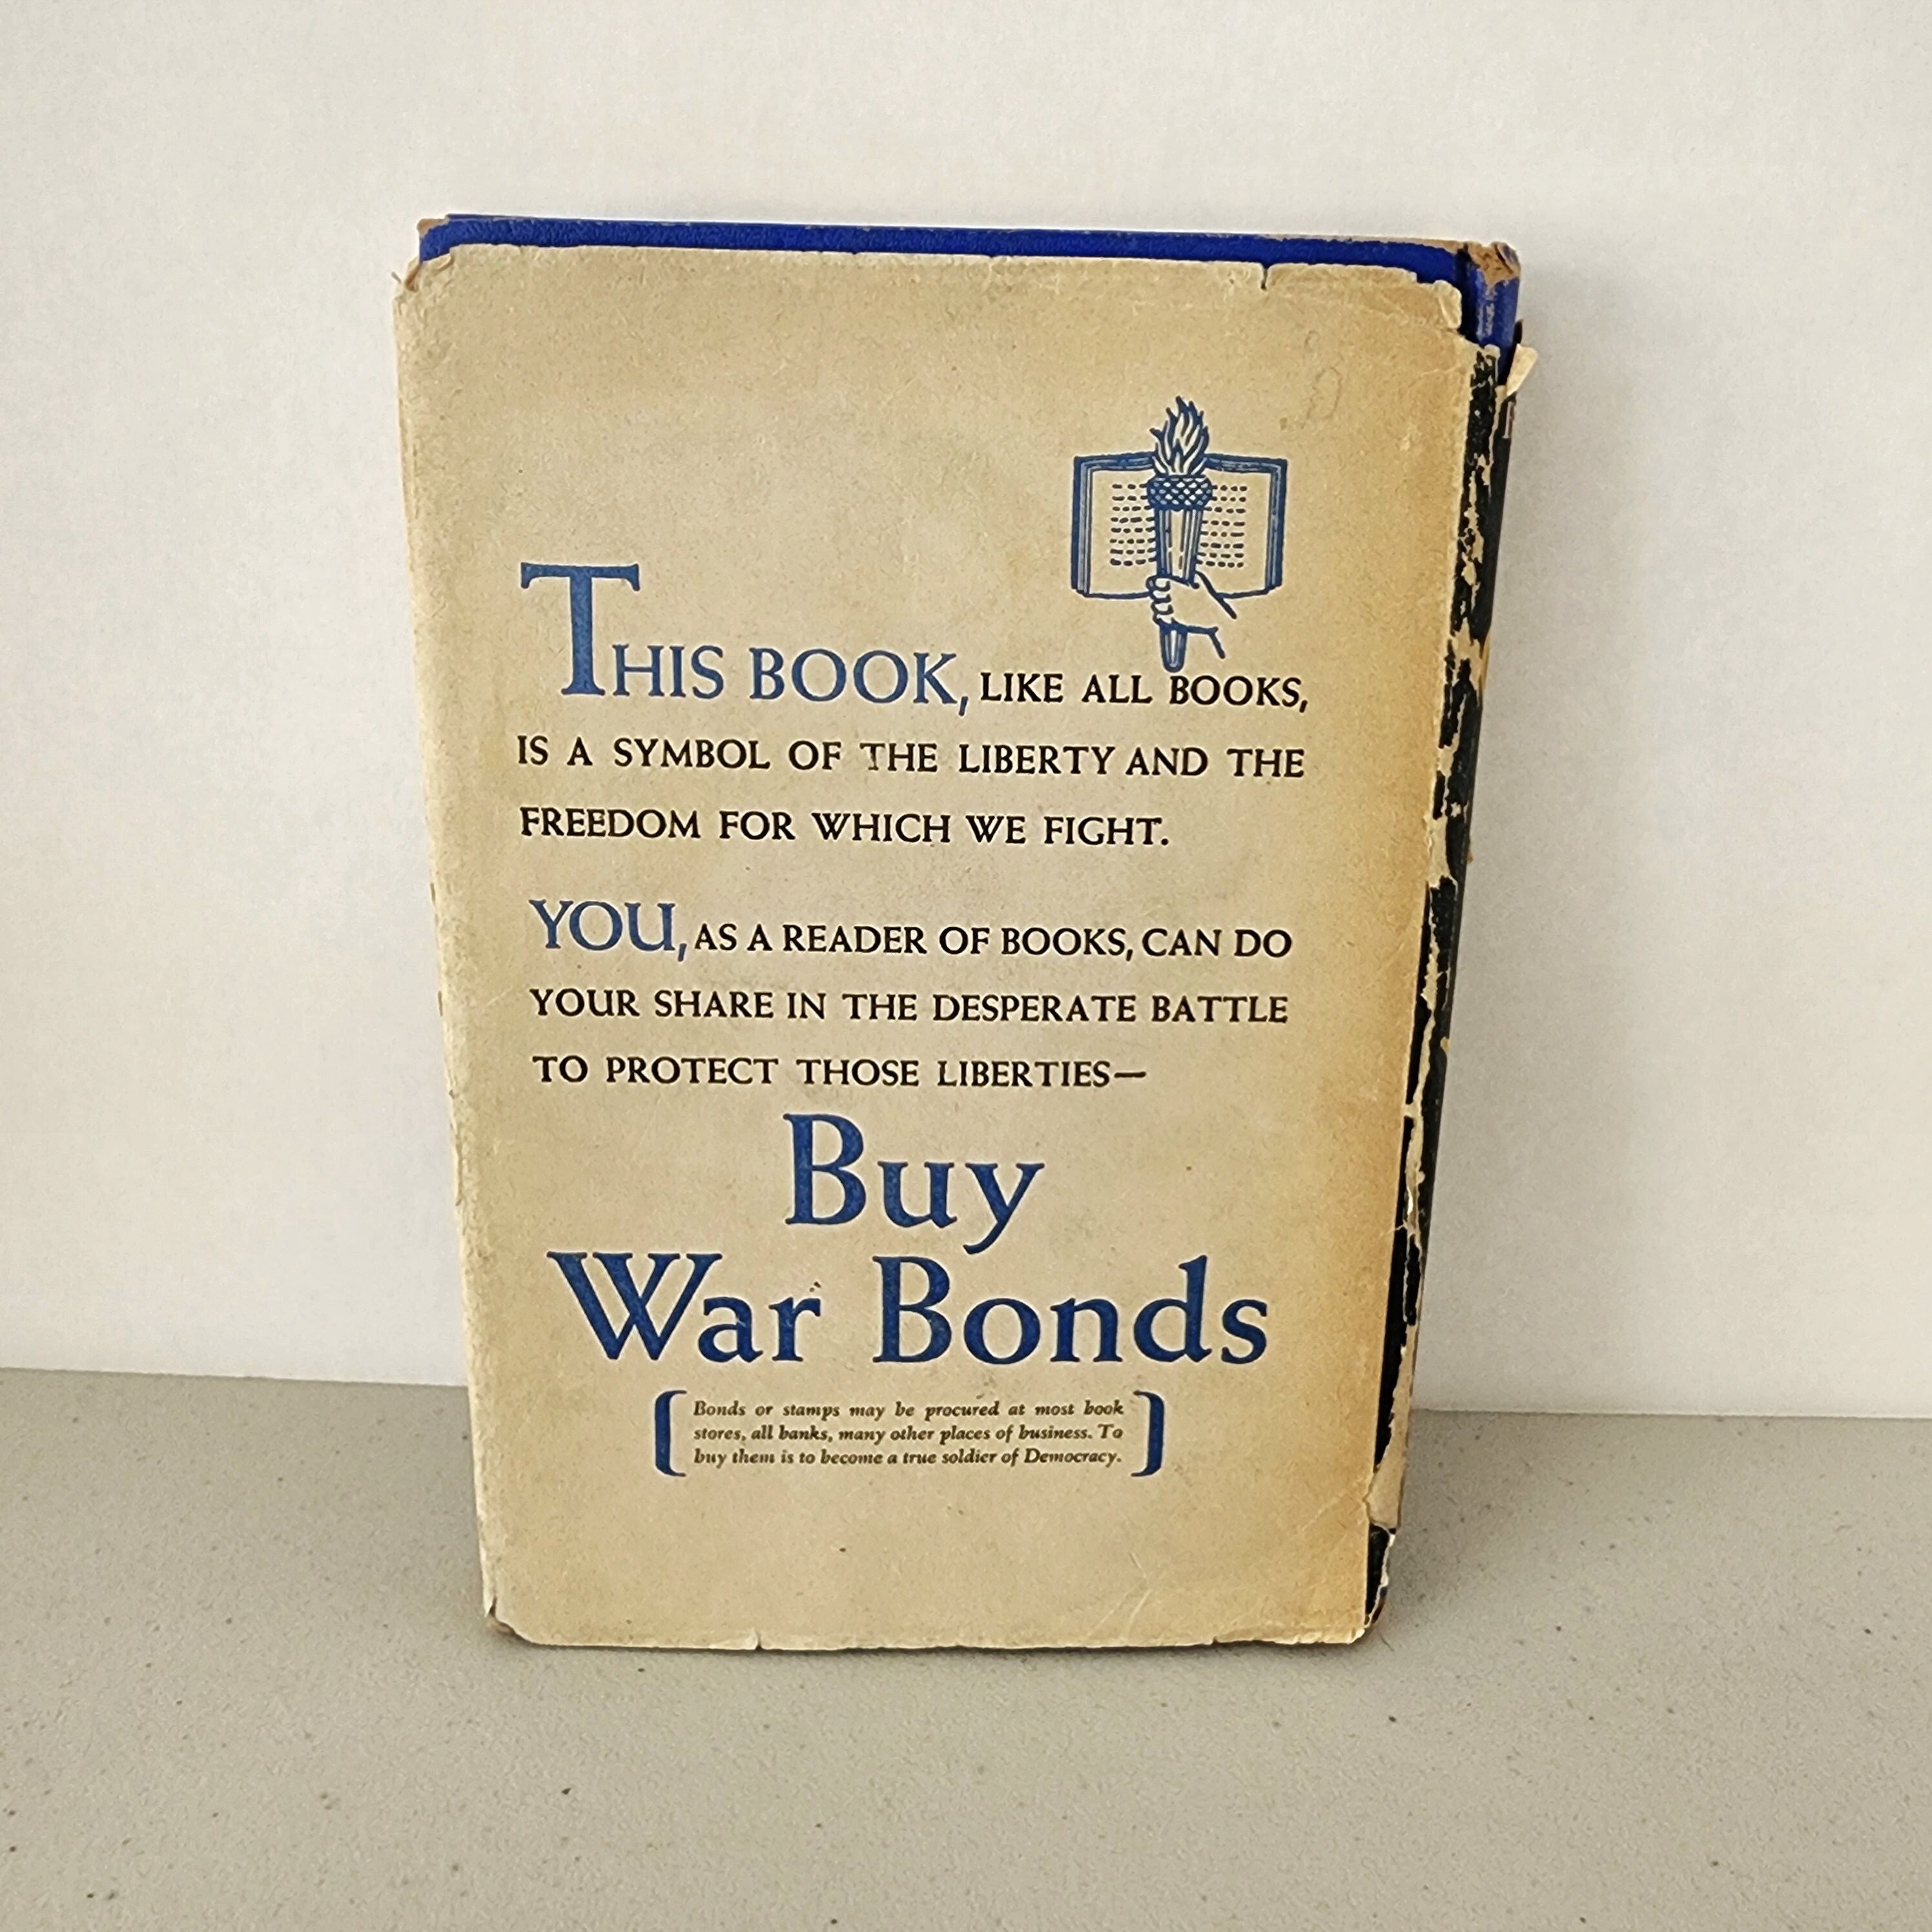 THIS BOOK, LIKE ALL BOOKS,
IS A SYMBOL OF THE LIBERTY AND THE
FREEDOM FOR WHICH WE FIGHT.
YOU, AS A READER OF BOOKS, CAN DO
YOUR SHARE IN THE DESPERATE BATTLE
TO PROTECT THOSE LIBERTIES—
Buy
War Bonds
[Bonds or stamps may be procured at most book
stores, all banks, many other places of business. To
buy them is to become a true soldier of Democracy.]